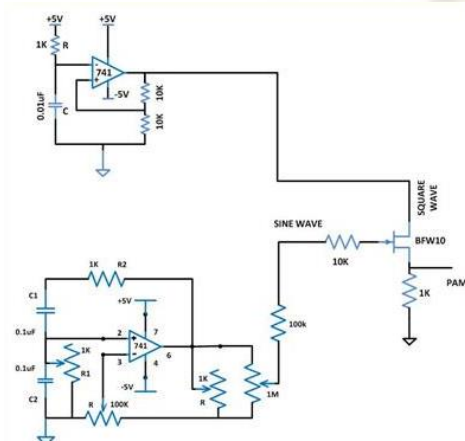 +5V +5V
1K R
-
741
+
0.01uF C
-5V
10K
10K
SQUARE WAVE
SINE WAVE
BFW10
10K
PAM
1K
1K R2
C1
+5V
100k
0.1uF
2 + 7
741 6
3 - 4
1K
R1
0.1uF
-5V
1K
R
1M
C2
R 100K